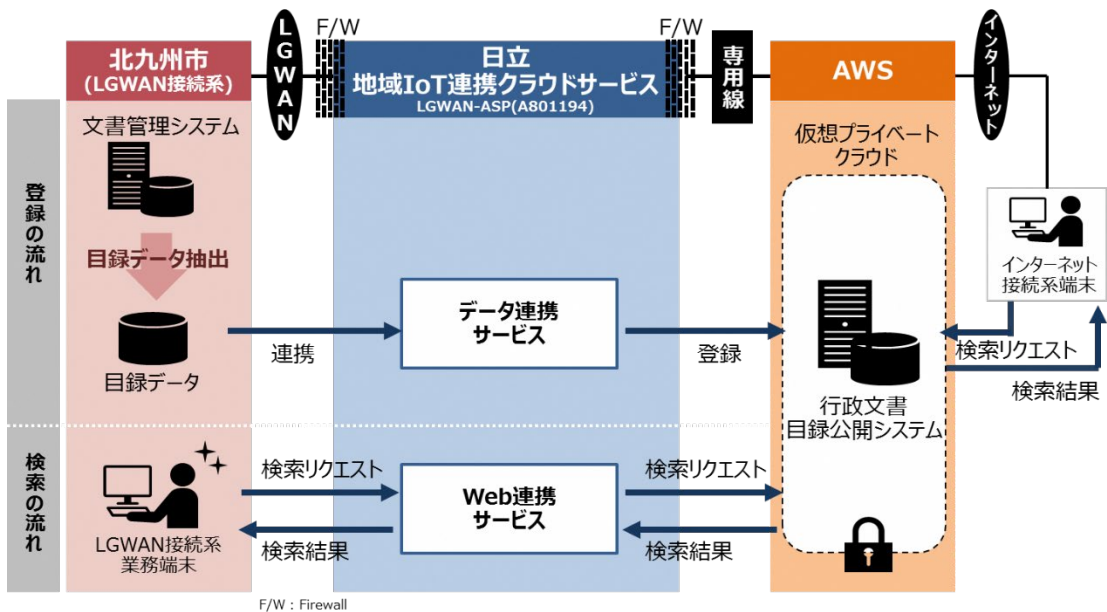 北九州市
(LGWAN接続系)
LGWAN
F/W
日立
地域IoT連携クラウドサービス
LGWAN-ASP(A801194)
F/W
専用線
AWS
インターネット
登録の流れ
文書管理システム
目録データ抽出
目録データ
連携
データ連携
サービス
登録
仮想プライベート
クラウド
行政文書
目録公開システム
インターネット
接続系端末
検索リクエスト
検索結果
検索の流れ
LGWAN接続系
業務端末
検索リクエスト
検索結果
Web連携
サービス
検索リクエスト
検索結果
F/W : Firewall